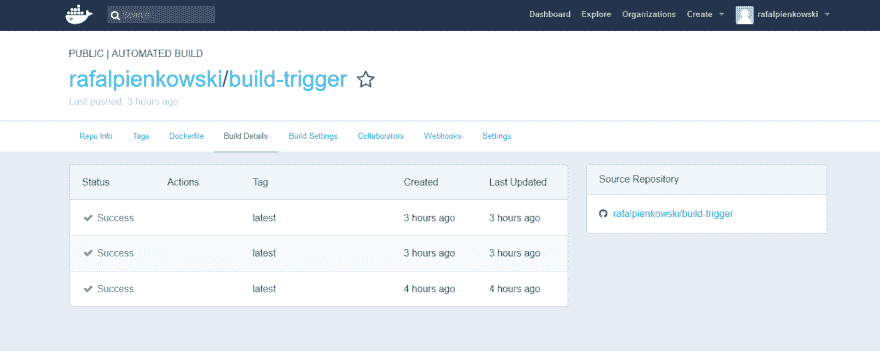 Search Dashboard Explore Organizations Create rafalpienkowski
PUBLIC | AUTOMATED BUILD
rafalpienkowski/build-trigger
Last pushed: 3 hours ago
Repo Info Tags Dockerfile Build Details Build Settings Collaborators Webhooks Settings
Status Actions Tag Created Last Updated
Success latest 3 hours ago 3 hours ago
Success latest 3 hours ago 3 hours ago
Success latest 4 hours ago 4 hours ago
Source Repository
rafalpienkowski/build-trigger